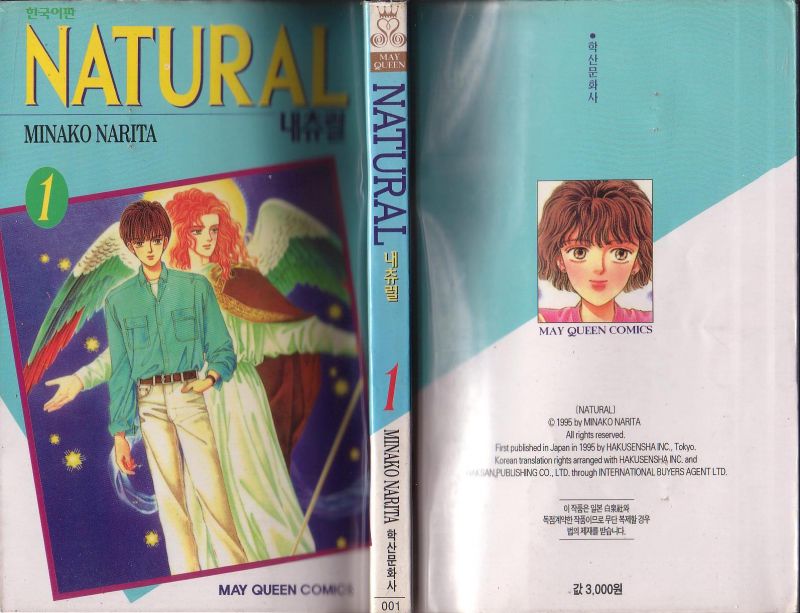 한국어판
NATURAL
MINAKO NARITA
내츄럴
1
MAY QUEEN COMICS
MAY
QUEEN
NATURAL 내츄럴 1 MINAKO NARITA 학산문화사
001
• 학산문화사
MAY QUEEN COMICS
(NATURAL)
© 1995 by MINAKO NARITA
All rights reserved.
First published in Japan in 1995 by HAKUSENSHA INC., Tokyo.
Korean translation rights arranged with HAKUSENSHA INC. and
HAKSAN PUBLISHING CO., LTD. through INTERNATIONAL BUYERS AGENT LTD.
이 작품은 일본 白泉社와
독점계약한 작품이므로 무단 복제할 경우
법의 제재를 받습니다.
값 3,000원